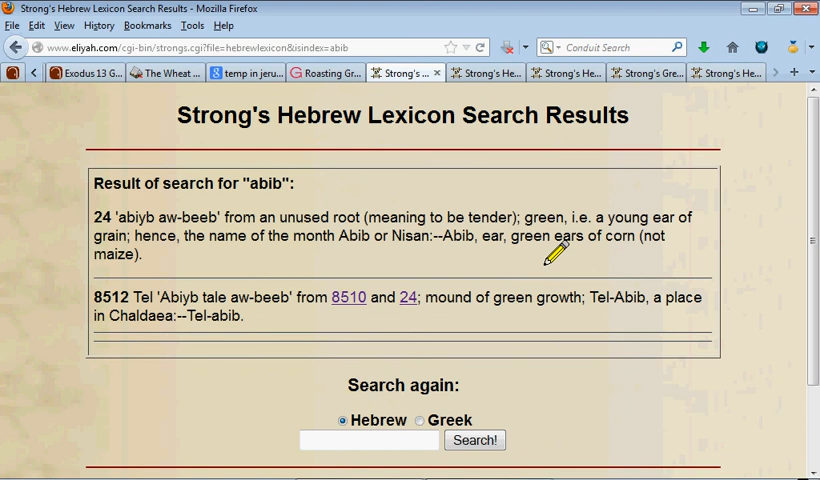 Strong's Hebrew Lexicon Search Results - Mozilla Firefox
File Edit View History Bookmarks Tools Help
www.eliyah.com/cgi-bin/strongs.cgi?file=hebrewlexicon&isindex=abib
Conduit Search
Exodus 13 G... The Wheat ... temp in jeru... Roasting Gr... Strong's ... Strong's He... Strong's He... Strong's Gre... Strong's He...
Strong's Hebrew Lexicon Search Results
Result of search for "abib":
24 'abiyb aw-beeb' from an unused root (meaning to be tender); green, i.e. a young ear of
grain; hence, the name of the month Abib or Nisan:--Abib, ear, green ears of corn (not
maize).
8512 Tel 'Abiyb tale aw-beeb' from 8510 and 24; mound of green growth; Tel-Abib, a place
in Chaldaea:--Tel-abib.
Search again:
Hebrew Greek
Search!